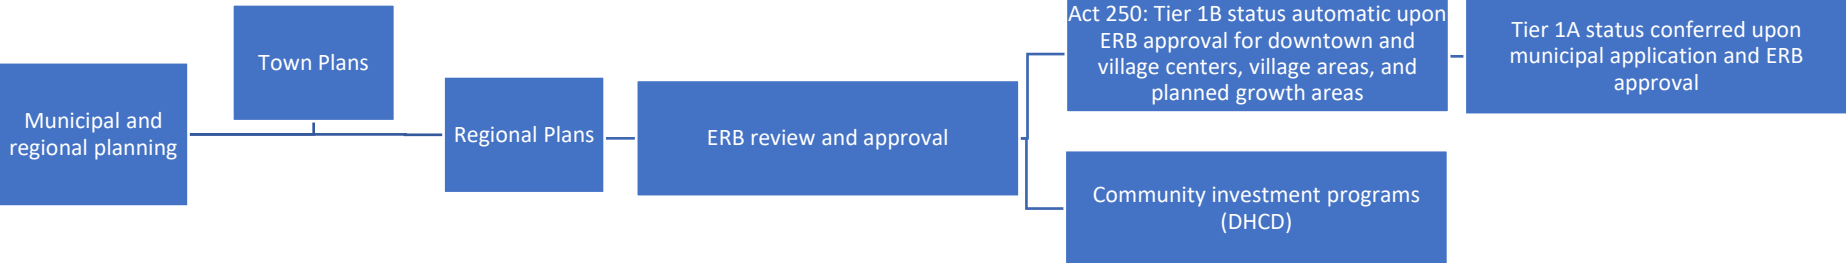 Municipal and
regional planning
Town Plans
Regional Plans
ERB review and approval
Act 250: Tier 1B status automatic upon
ERB approval for downtown and
village centers, village areas, and
planned growth areas
Tier 1A status conferred upon
municipal application and ERB
approval
Community investment programs
(DHCD)